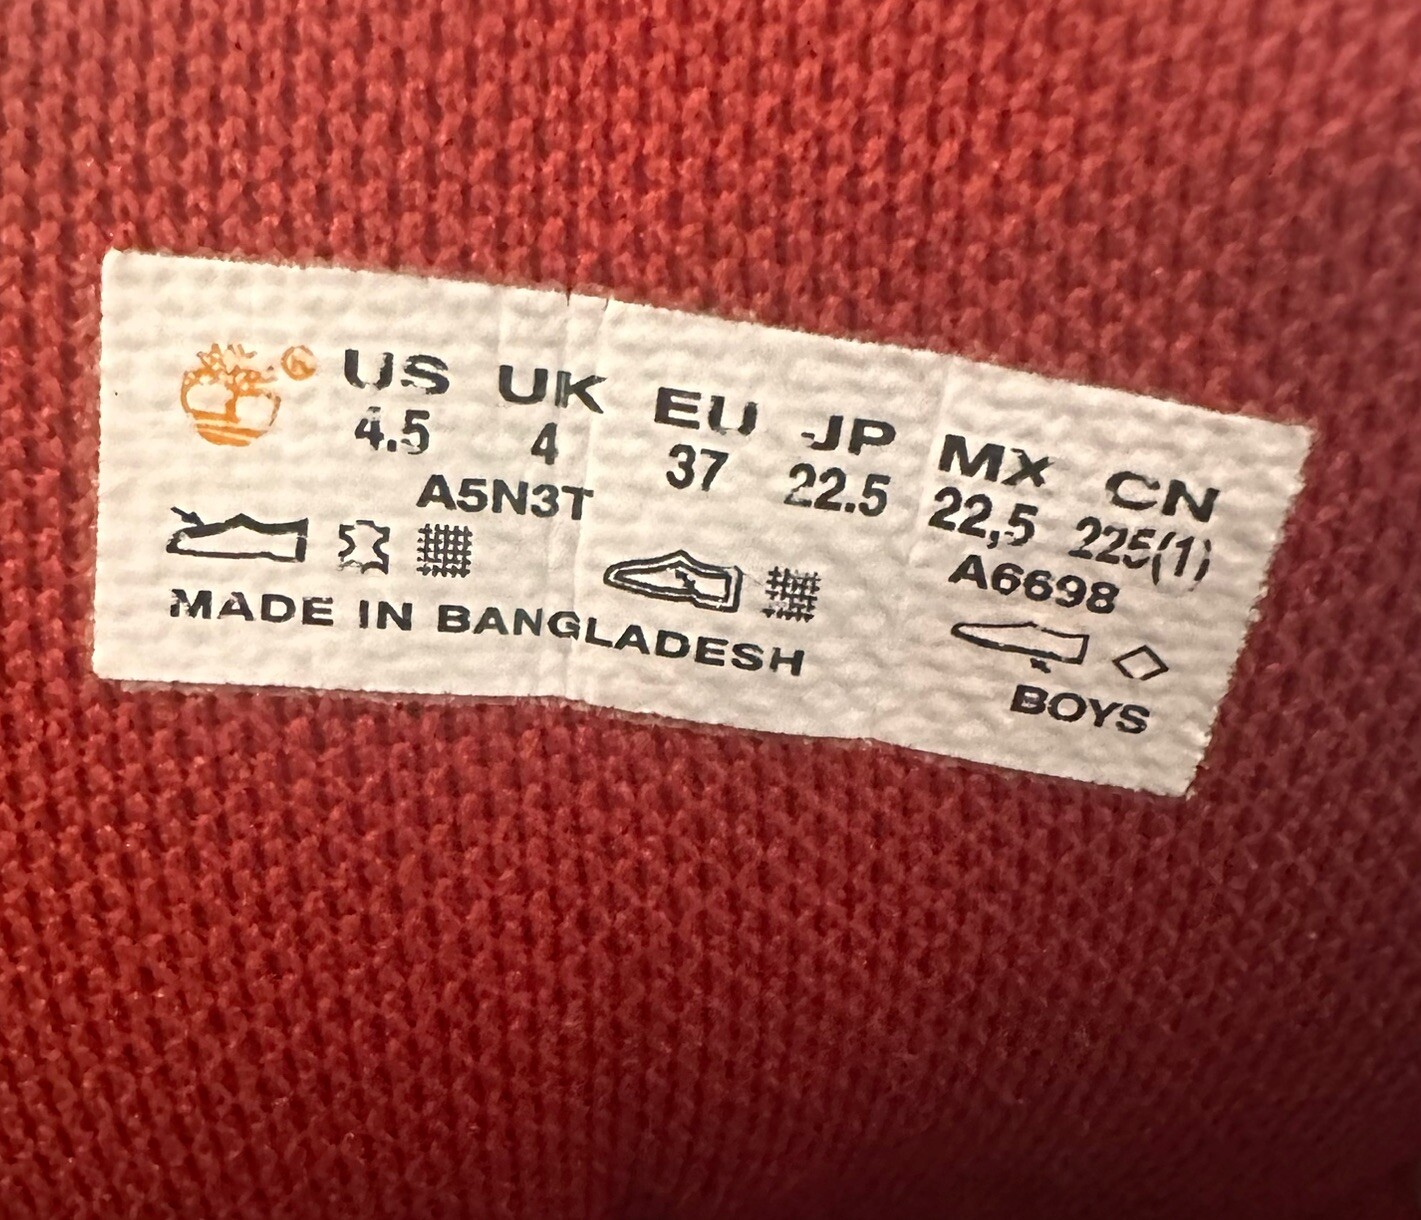 US UK EU JP MX CN
4.5 4 37 22.5 22,5 225(1)
A5N3T A6698
MADE IN BANGLADESH BOYS